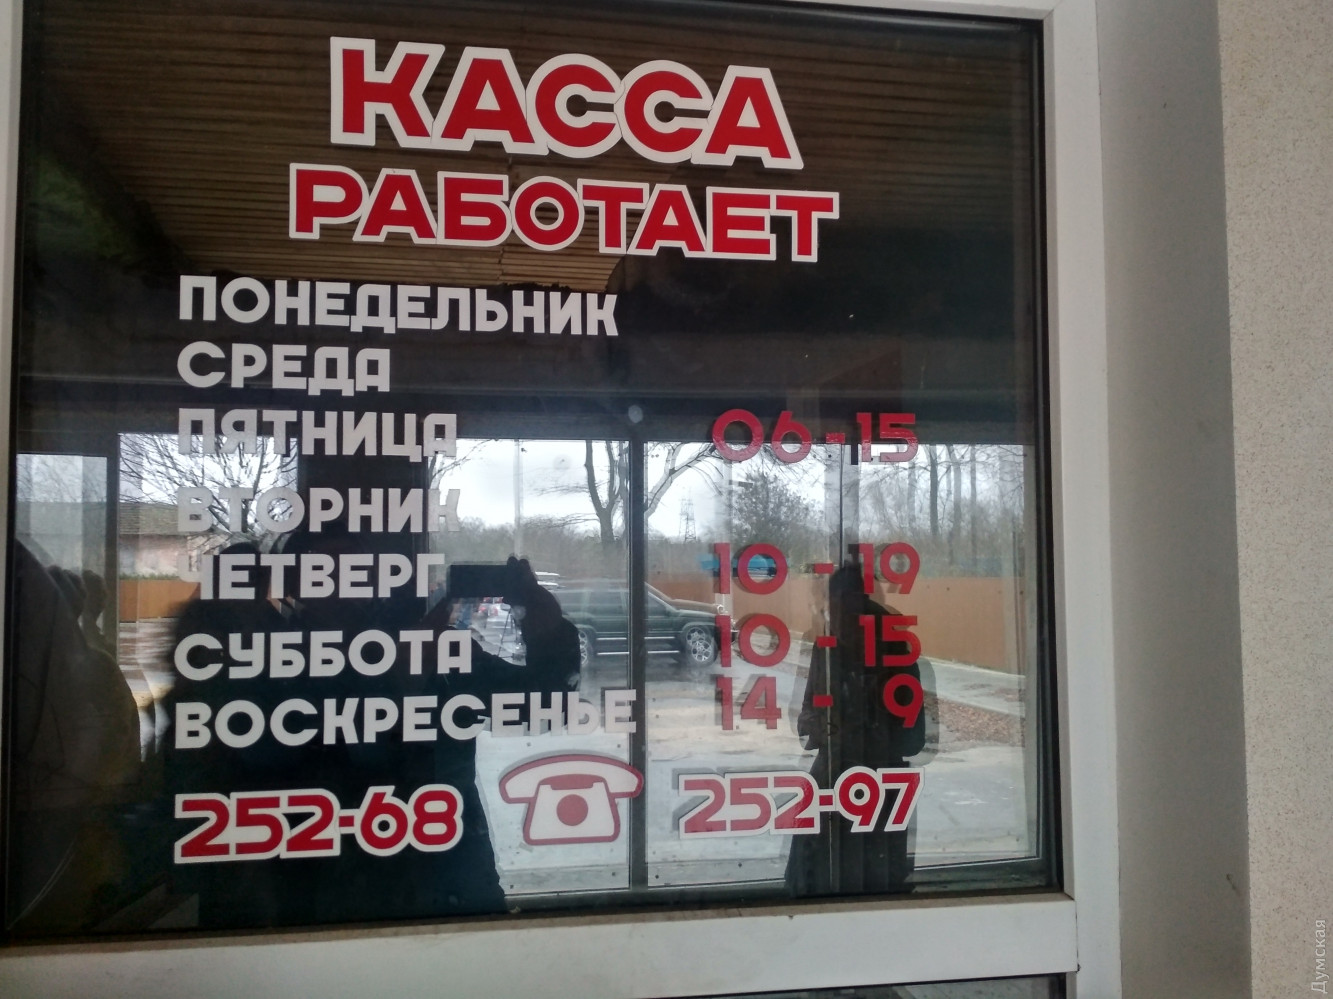 КАССА
РАБОТАЕТ
ПОНЕДЕЛЬНИК
СРЕДА
ПЯТНИЦА 06-15
ВТОРНИК
ЧЕТВЕРГ 10-19
СУББОТА 10-15
ВОСКРЕСЕНЬЕ 14- 9
252-68 252-97
Думская